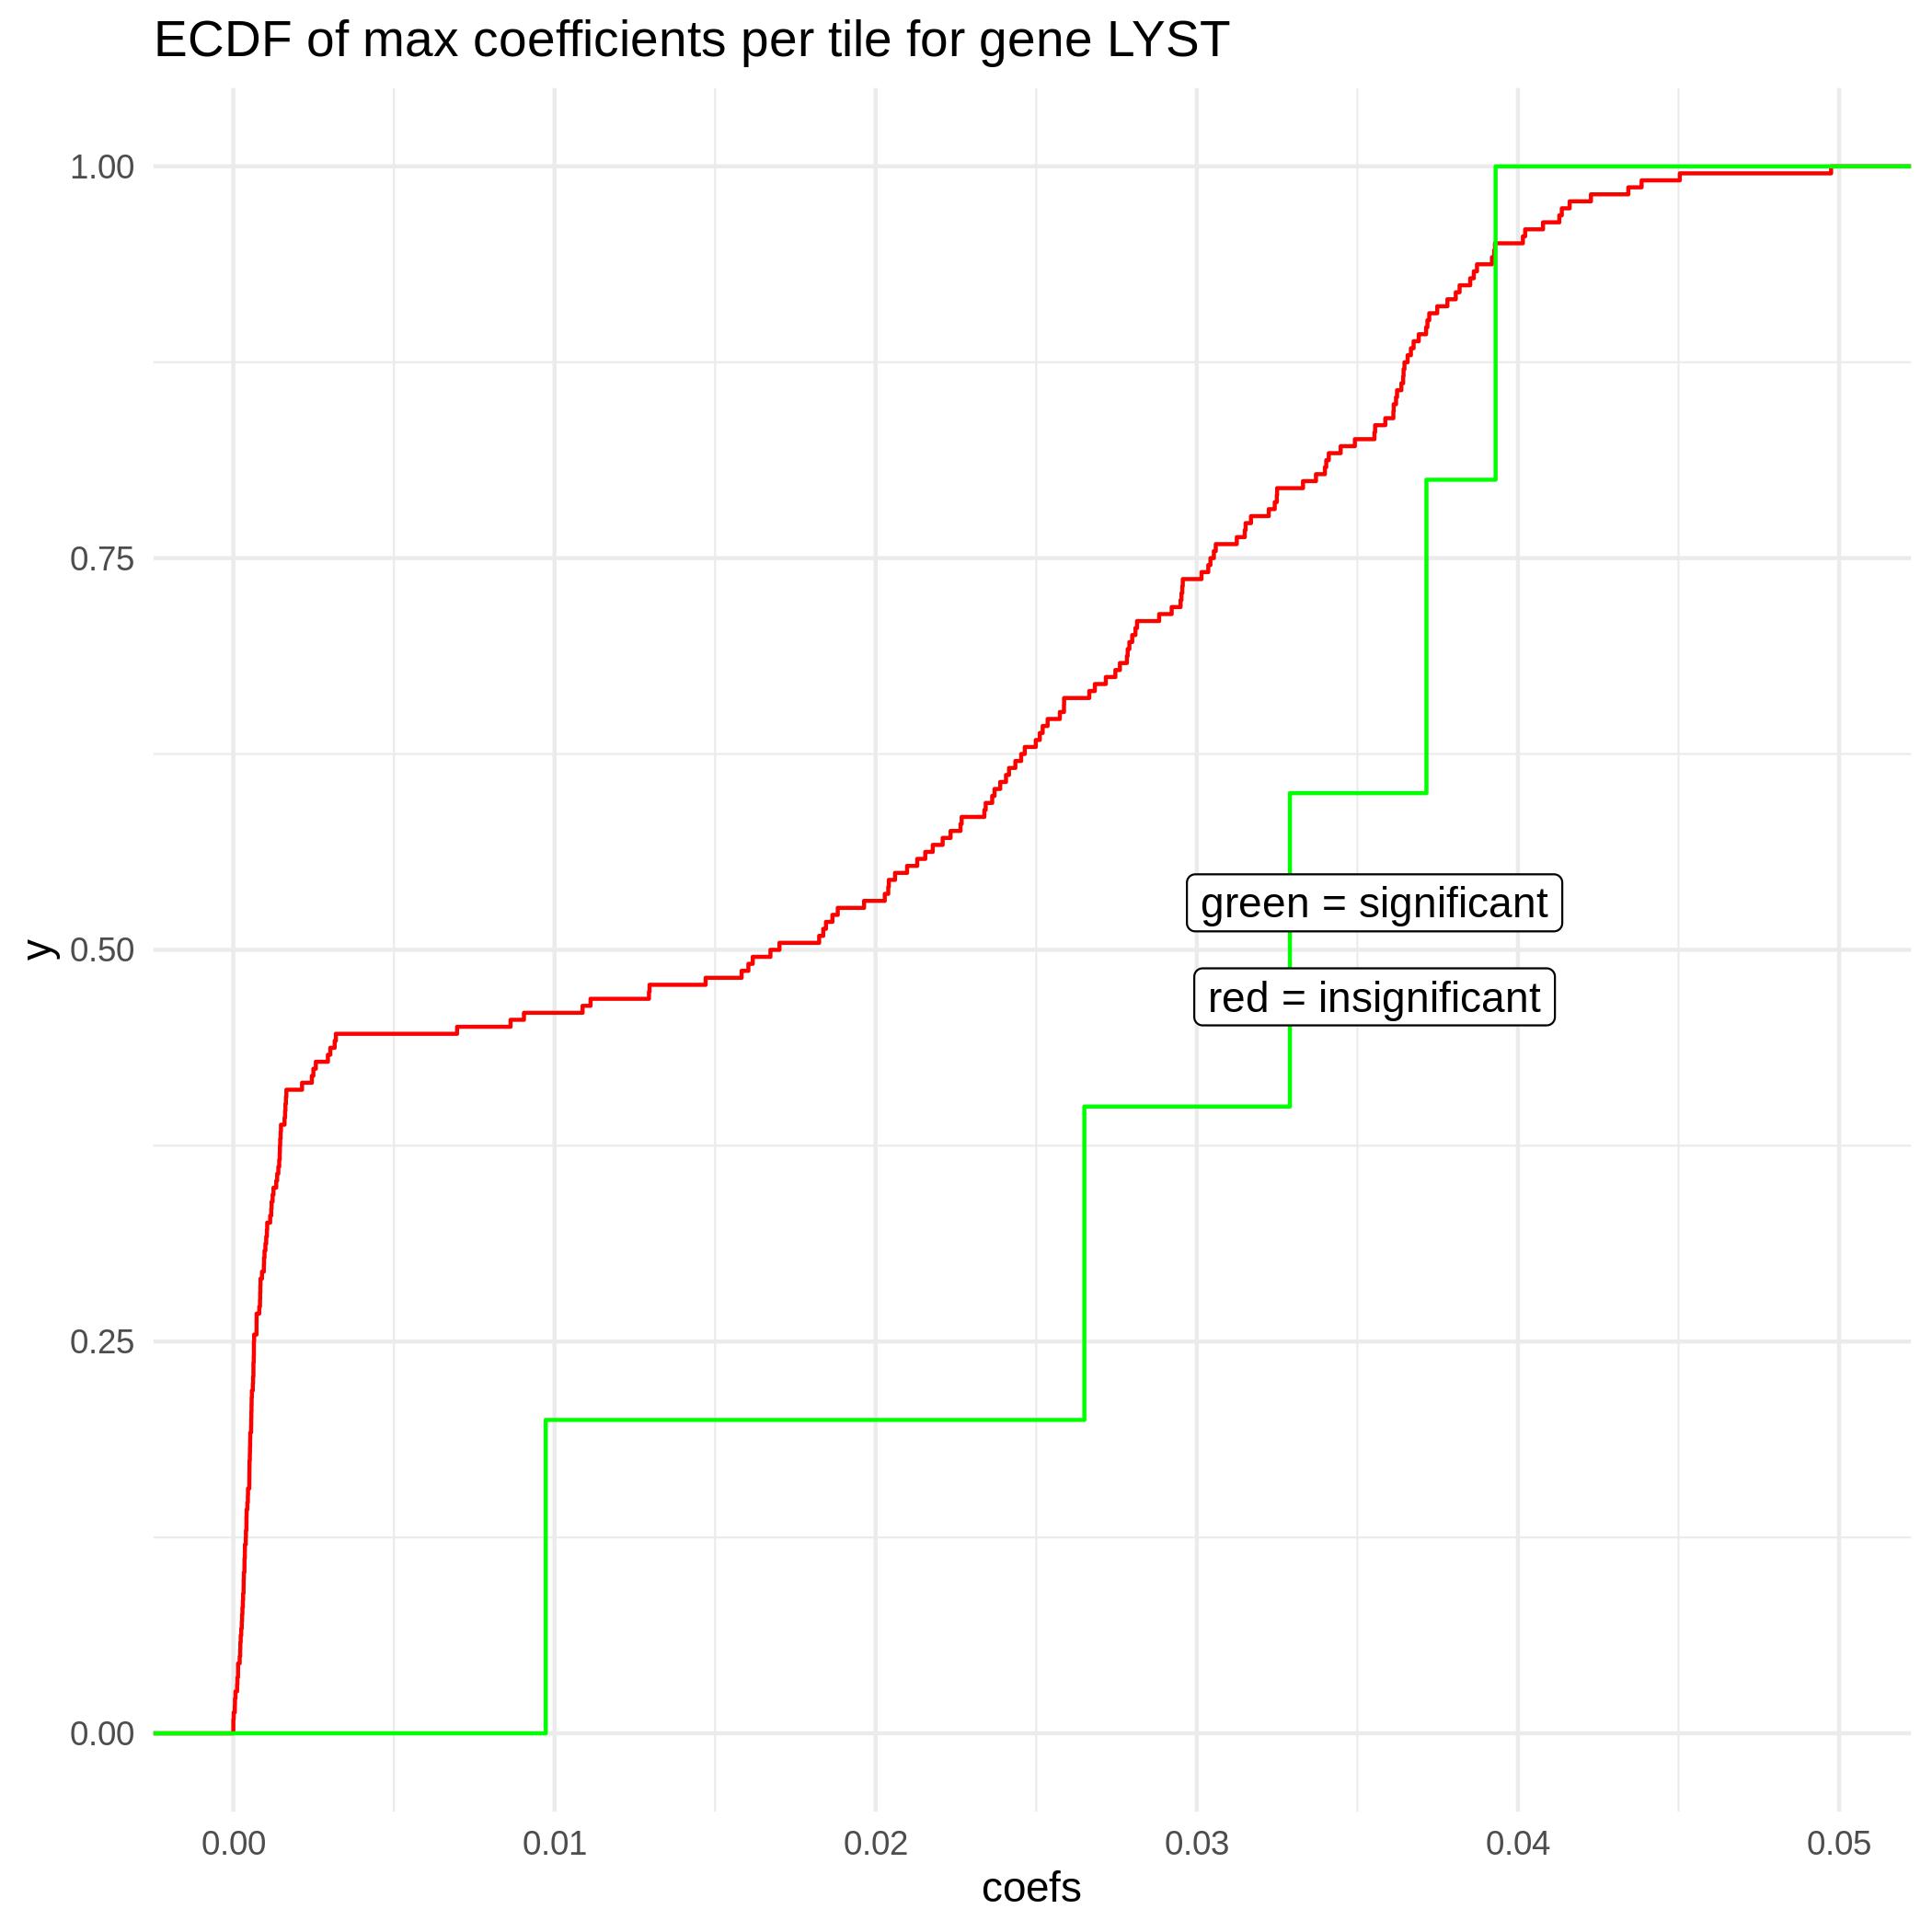 ECDF of max coefficients per tile for gene LYST
y
1.00
0.75
0.50
0.25
0.00
green = significant
red = insignificant
0.00 0.01 0.02 0.03 0.04 0.05
coefs